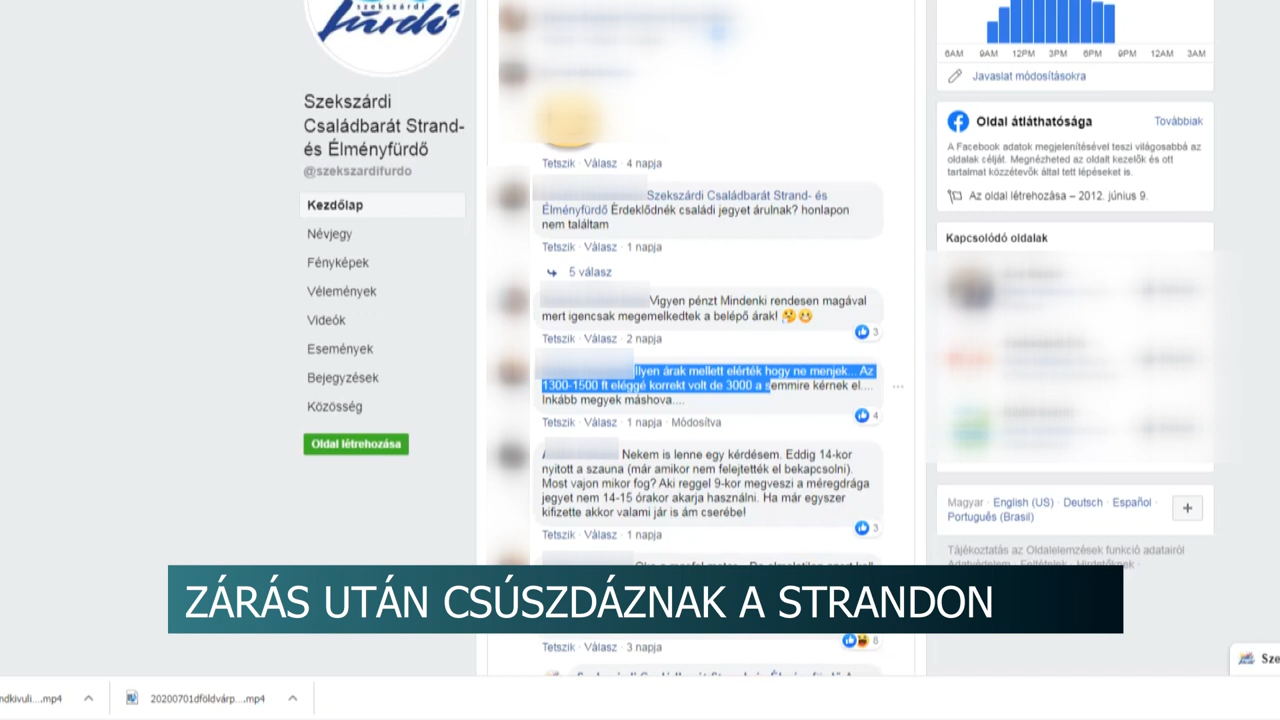 szekszárdi
fürdő
Szekszárdi
Családbarát Strand-
és Élményfürdő
@szekszardifurdo
Kezdőlap
Névjegy
Fényképek
Vélemények
Videók
Események
Bejegyzések
Közösség
Oldal létrehozása
Tetszik · Válasz · 4 napja
Szekszárdi Családbarát Strand- és
Élményfürdő Èrdeklődnék családi jegyet árulnak? honlapon
nem találtam
Tetszik · Válasz · 1 napja
5 válasz
Vigyen pénzt Mindenki rendesen magával
mert igencsak megemelkedtek a belépő árak! 🤔😁
3
Tetszik · Válasz · 2 napja
Ilyen árak mellett elérték hogy ne menjek... Az
1300-1500 ft eléggé korrekt volt de 3000 a semmire kérnek el....
Inkább megyek máshova....
4
Tetszik · Válasz · 1 napja · Módosítva
Nekem is lenne egy kérdésem. Eddig 14-kor
nyitott a szauna (már amikor nem felejtették el bekapcsolni).
Most vajon mikor fog? Aki reggel 9-kor megveszi a méregdrága
jegyet nem 14-15 órakor akarja használni. Ha már egyszer
kifizette akkor valami jár is ám cserébe!
3
Tetszik · Válasz · 1 napja
ZÁRÁS UTÁN CSÚSZDÁZNAK A STRANDON
8
Tetszik · Válasz · 3 napja
6AM 9AM 12PM 3PM 6PM 9PM 12AM 3AM
Javaslat módosításokra
Oldal átláthatósága Továbbiak
A Facebook adatok megjelenítésével teszi világosabbá az
oldalak célját. Megnézheted az oldalt kezelők és ott
tartalmat közzétevők által tett lépéseket is.
Az oldal létrehozása – 2012. június 9.
Kapcsolódó oldalak
Magyar · English (US) · Deutsch · Español ·
Português (Brasil)
+
Tájékoztatás az Oldalelemzések funkció adatairól
Adatvédelem · Feltételek · Hirdetőknek ·
Sze
ndkivuli....mp4
20200701dföldvárp....mp4